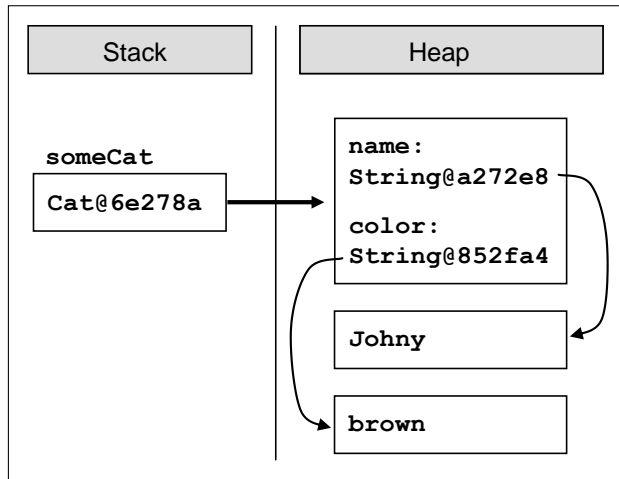 Stack
Heap
someCat
Cat@6e278a
name:
String@a272e8
color:
String@852fa4
Johny
brown